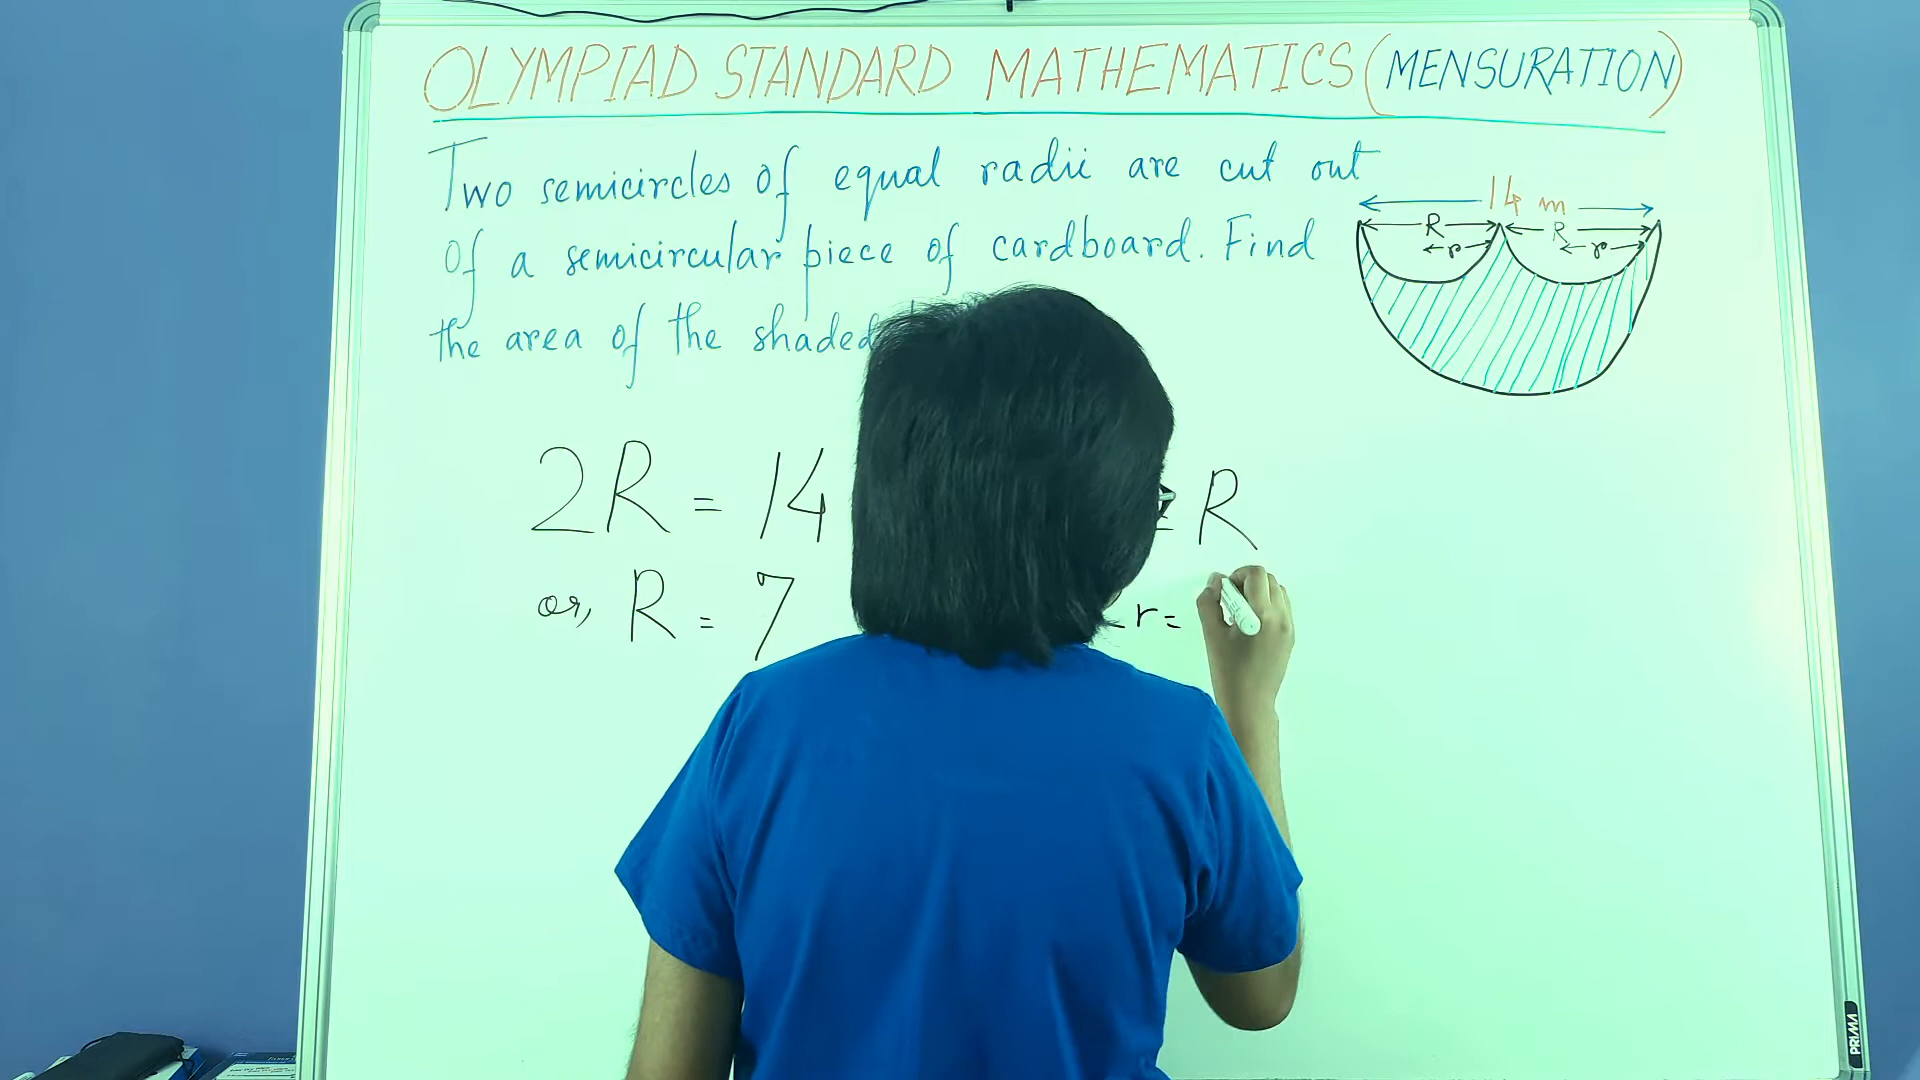 OLYMPIAD STANDARD MATHEMATICS (MENSURATION)
Two semicircles of equal radii are cut out
of a semicircular piece of cardboard. Find
the area of the shaded
14 m
R R
r r
2R = 14
= R
or, R = 7
r =
PRIMA